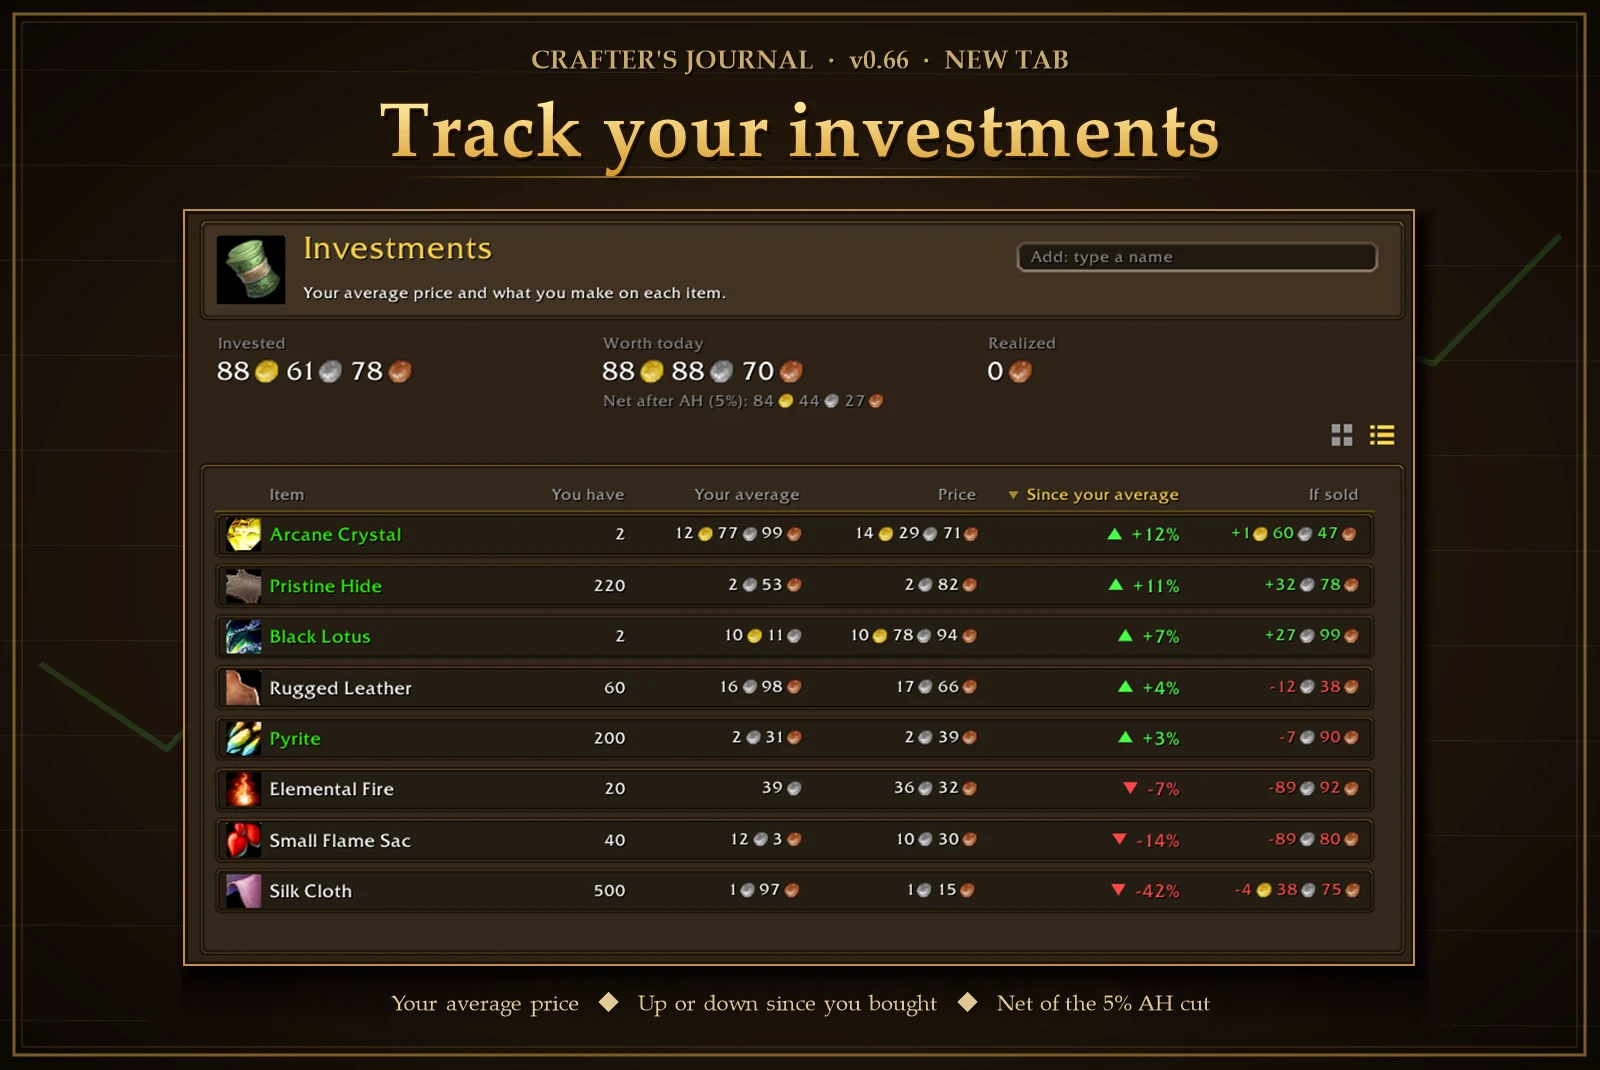 CRAFTER'S JOURNAL · v0.66 · NEW TAB
Track your investments
Investments
Add: type a name
Your average price and what you make on each item.
Invested Worth today Realized
88 61 78 88 88 70 0
Net after AH (5%): 84 44 27
Item You have Your average Price Since your average If sold
Arcane Crystal 2 12 77 99 14 29 71 +12% +1 60 47
Pristine Hide 220 2 53 2 82 +11% +32 78
Black Lotus 2 10 11 10 78 94 +7% +27 99
Rugged Leather 60 16 98 17 66 +4% -12 38
Pyrite 200 2 31 2 39 +3% -7 90
Elemental Fire 20 39 36 32 -7% -89 92
Small Flame Sac 40 12 3 10 30 -14% -89 80
Silk Cloth 500 1 97 1 15 -42% -4 38 75
Your average price ◆ Up or down since you bought ◆ Net of the 5% AH cut